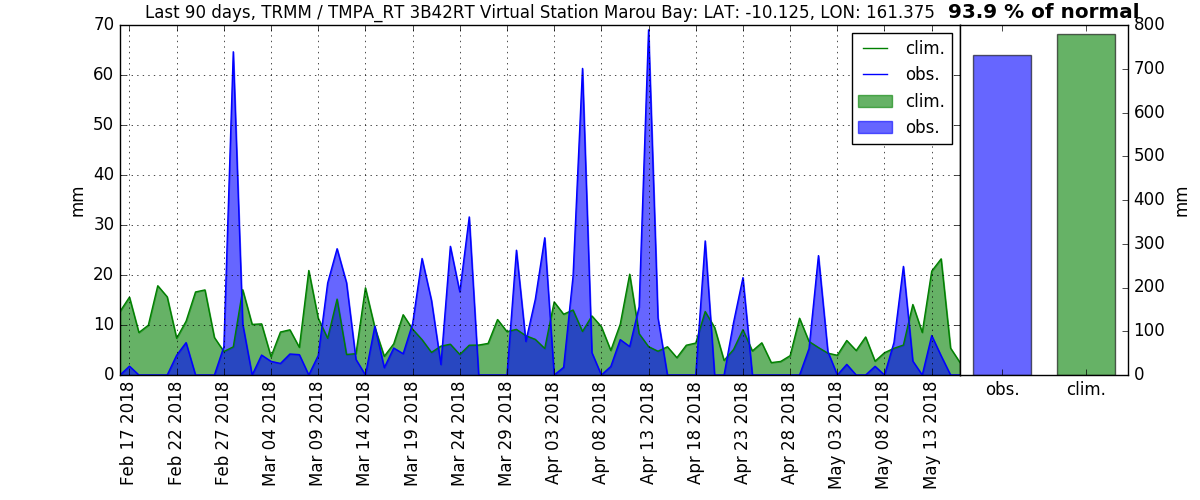 Last 90 days, TRMM / TMPA_RT 3B42RT Virtual Station Marou Bay: LAT: -10.125, LON: 161.375 93.9 % of normal
70
60
50
40
30
20
10
0
mm
clim.
obs.
clim.
obs.
800
700
600
500
400
300
200
100
0
mm
Feb 17 2018
Feb 22 2018
Feb 27 2018
Mar 04 2018
Mar 09 2018
Mar 14 2018
Mar 19 2018
Mar 24 2018
Mar 29 2018
Apr 03 2018
Apr 08 2018
Apr 13 2018
Apr 18 2018
Apr 23 2018
Apr 28 2018
May 03 2018
May 08 2018
May 13 2018
obs.
clim.